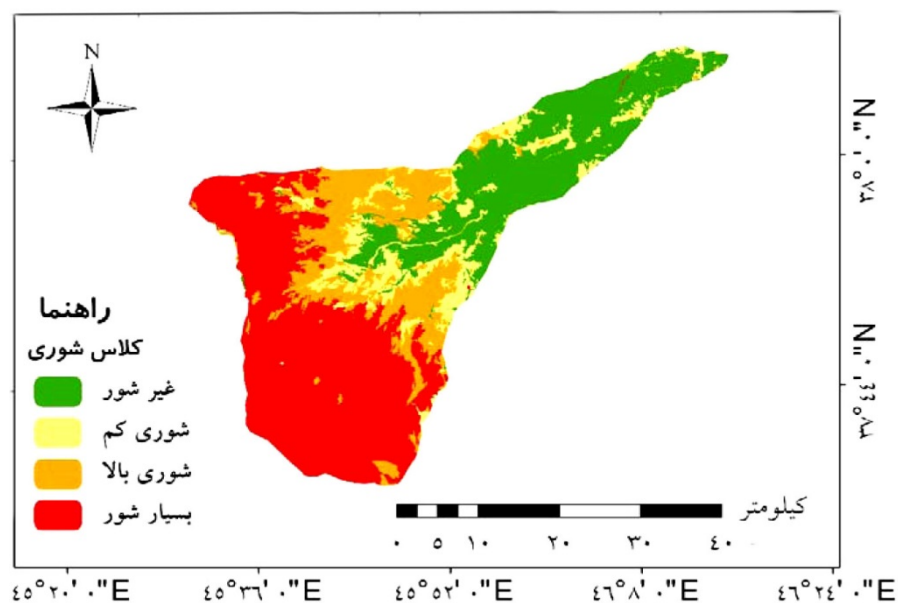 N
راهنما
کلاس شوری
غیر شور
شوری کم
شوری بالا
بسیار شور
کیلومتر
۰ ۵ ۱۰ ۲۰ ۳۰ ۴۰
۴۵°۲۰'۰"E ۴۵°۳۶'۰"E ۴۵°۵۲'۰"E ۴۶°۸'۰"E ۴۶°۲۴'۰"E